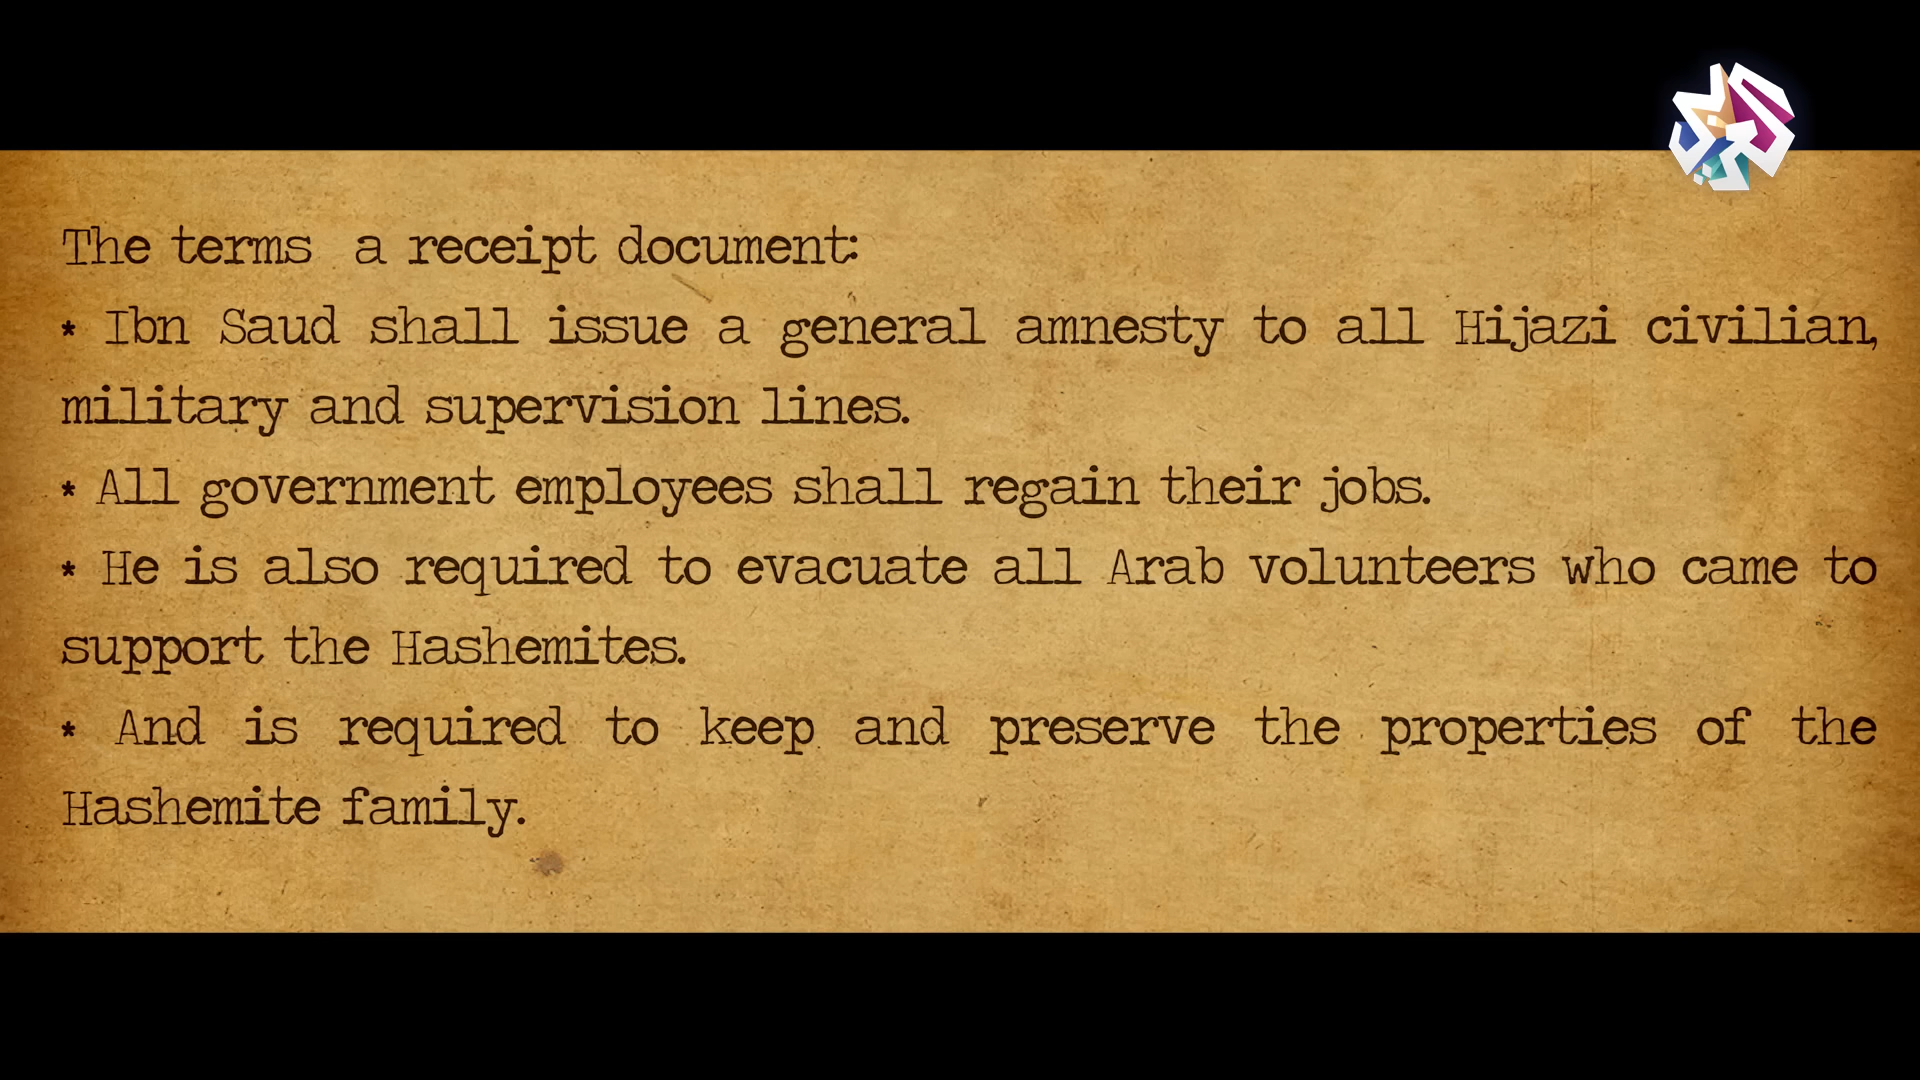 The terms a receipt document:
* Ibn Saud shall issue a general amnesty to all Hijazi civilian,
military and supervision lines.
* All government employees shall regain their jobs.
* He is also required to evacuate all Arab volunteers who came to
support the Hashemites.
* And is required to keep and preserve the properties of the
Hashemite family.